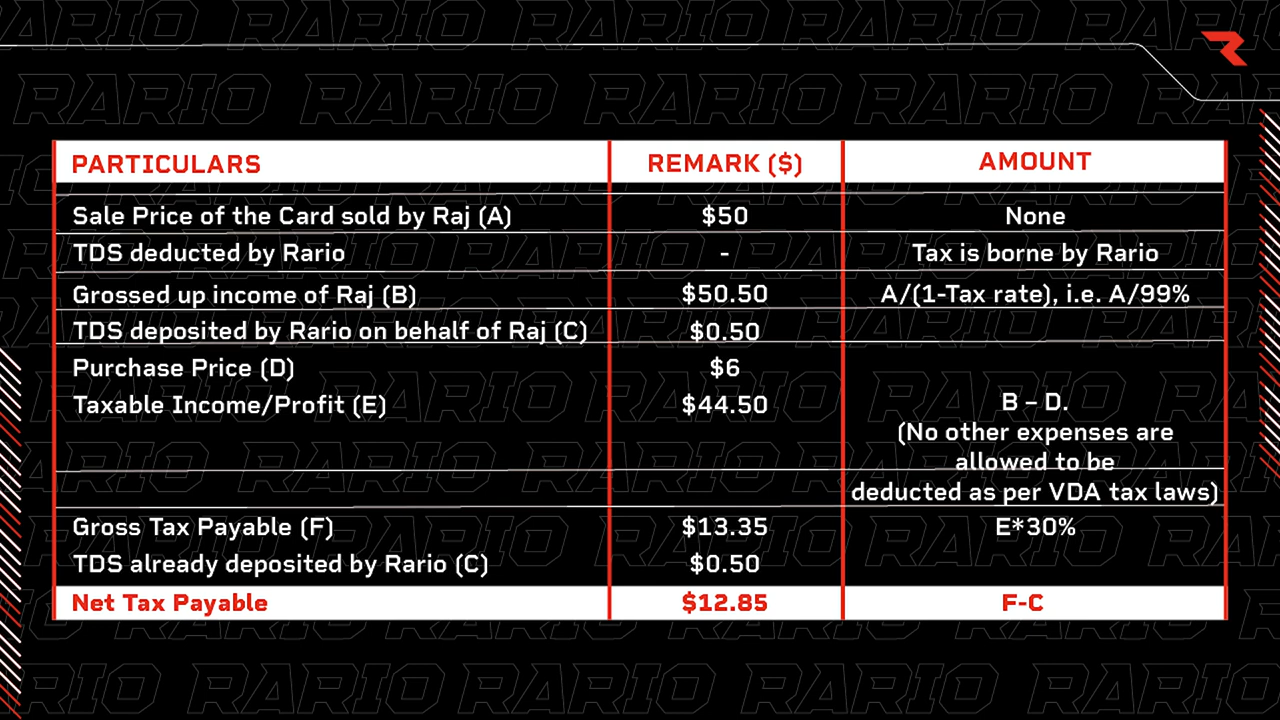 PARTICULARS REMARK ($) AMOUNT
Sale Price of the Card sold by Raj (A) $50 None
TDS deducted by Rario - Tax is borne by Rario
Grossed up income of Raj (B) $50.50 A/(1-Tax rate), i.e. A/99%
TDS deposited by Rario on behalf of Raj (C) $0.50
Purchase Price (D) $6
Taxable Income/Profit (E) $44.50 B – D.
(No other expenses are
allowed to be
deducted as per VDA tax laws)
Gross Tax Payable (F) $13.35 E*30%
TDS already deposited by Rario (C) $0.50
Net Tax Payable $12.85 F-C